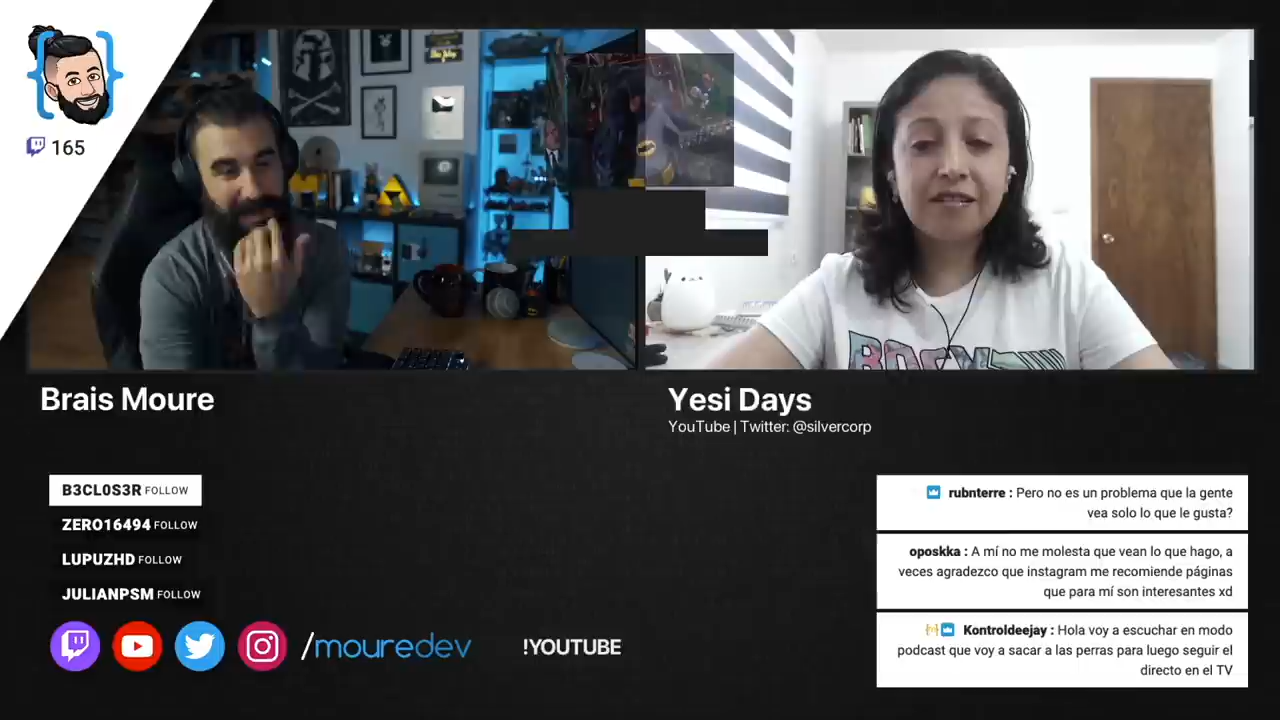 165
Brais Moure
Yesi Days
YouTube | Twitter: @silvercorp
B3CL0S3R FOLLOW
ZERO16494 FOLLOW
LUPUZHD FOLLOW
JULIANPSM FOLLOW
/mouredev
!YOUTUBE
rubnterre : Pero no es un problema que la gente
vea solo lo que le gusta?
oposkka : A mí no me molesta que vean lo que hago, a
veces agradezco que instagram me recomiende páginas
que para mí son interesantes xd
Kontroldeejay : Hola voy a escuchar en modo
podcast que voy a sacar a las perras para luego seguir el
directo en el TV